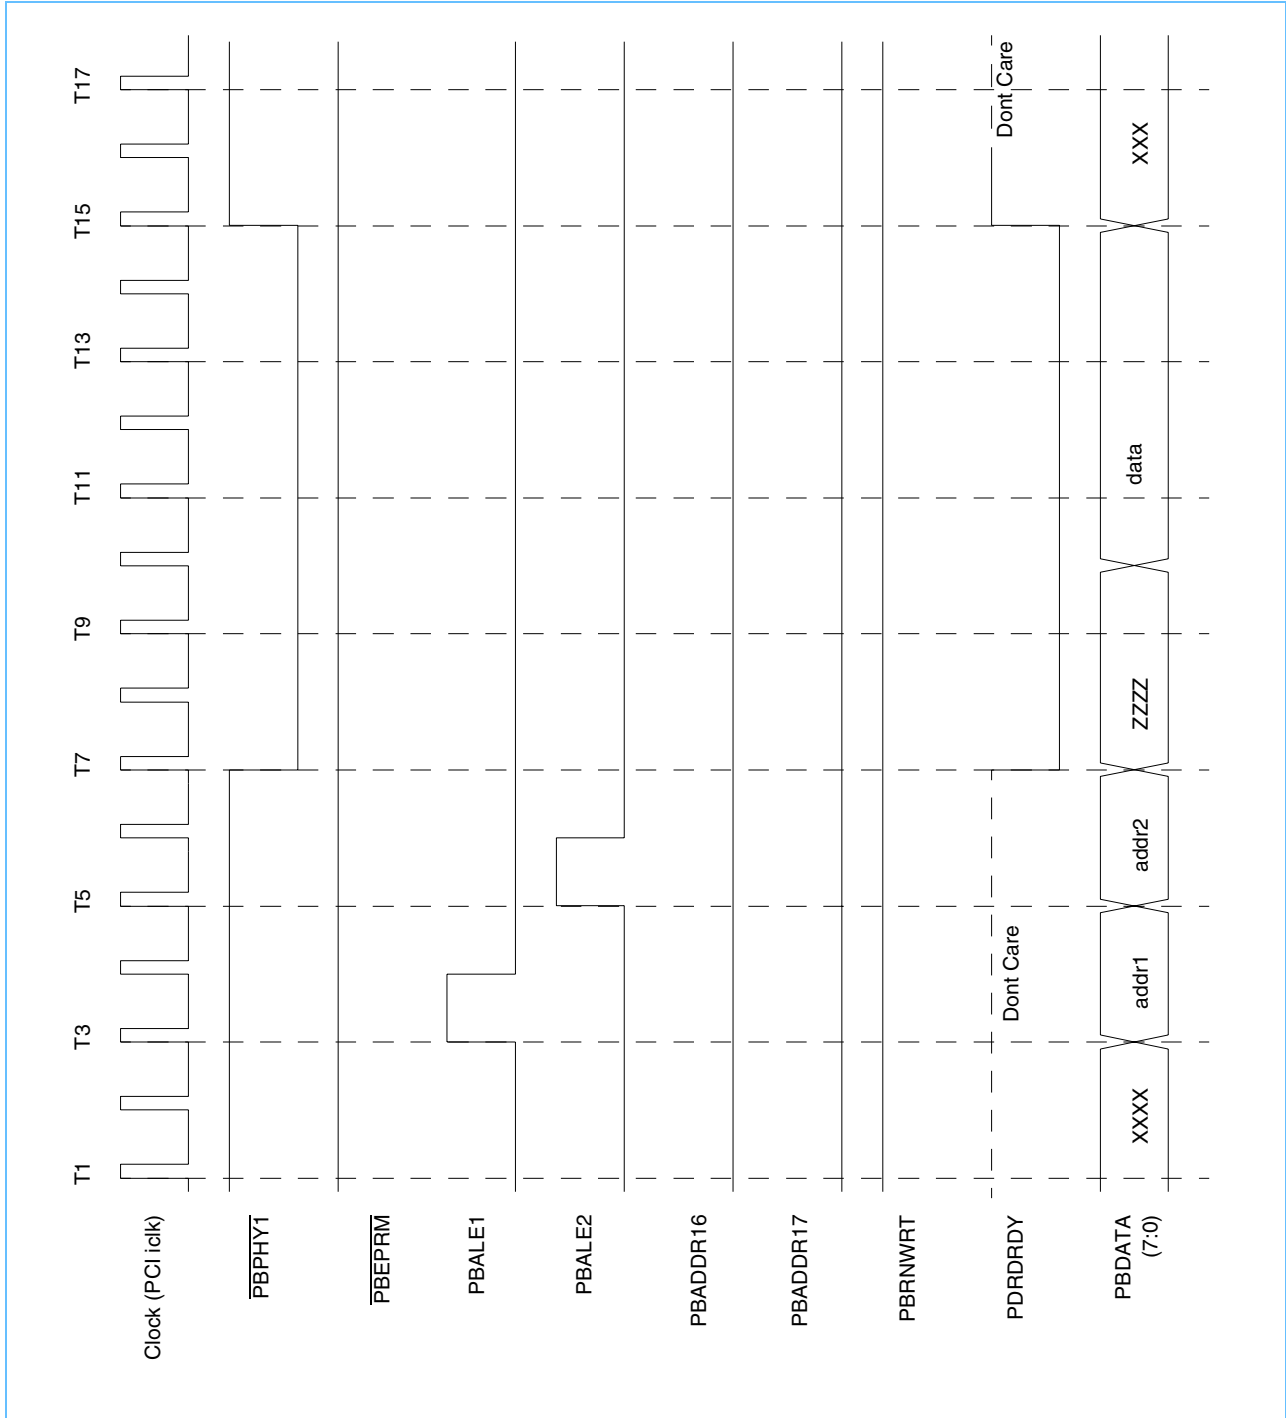 T1 T3 T5 T7 T9 T11 T13 T15 T17
Clock (PCI iclk)
PBPHY1
PBEPRM
PBALE1
PBALE2
PBADDR16
PBADDR17
PBRNWRT
PDRDRDY Dont Care Dont Care
PBDATA XXXX addr1 addr2 ZZZZ data XXX
(7:0)